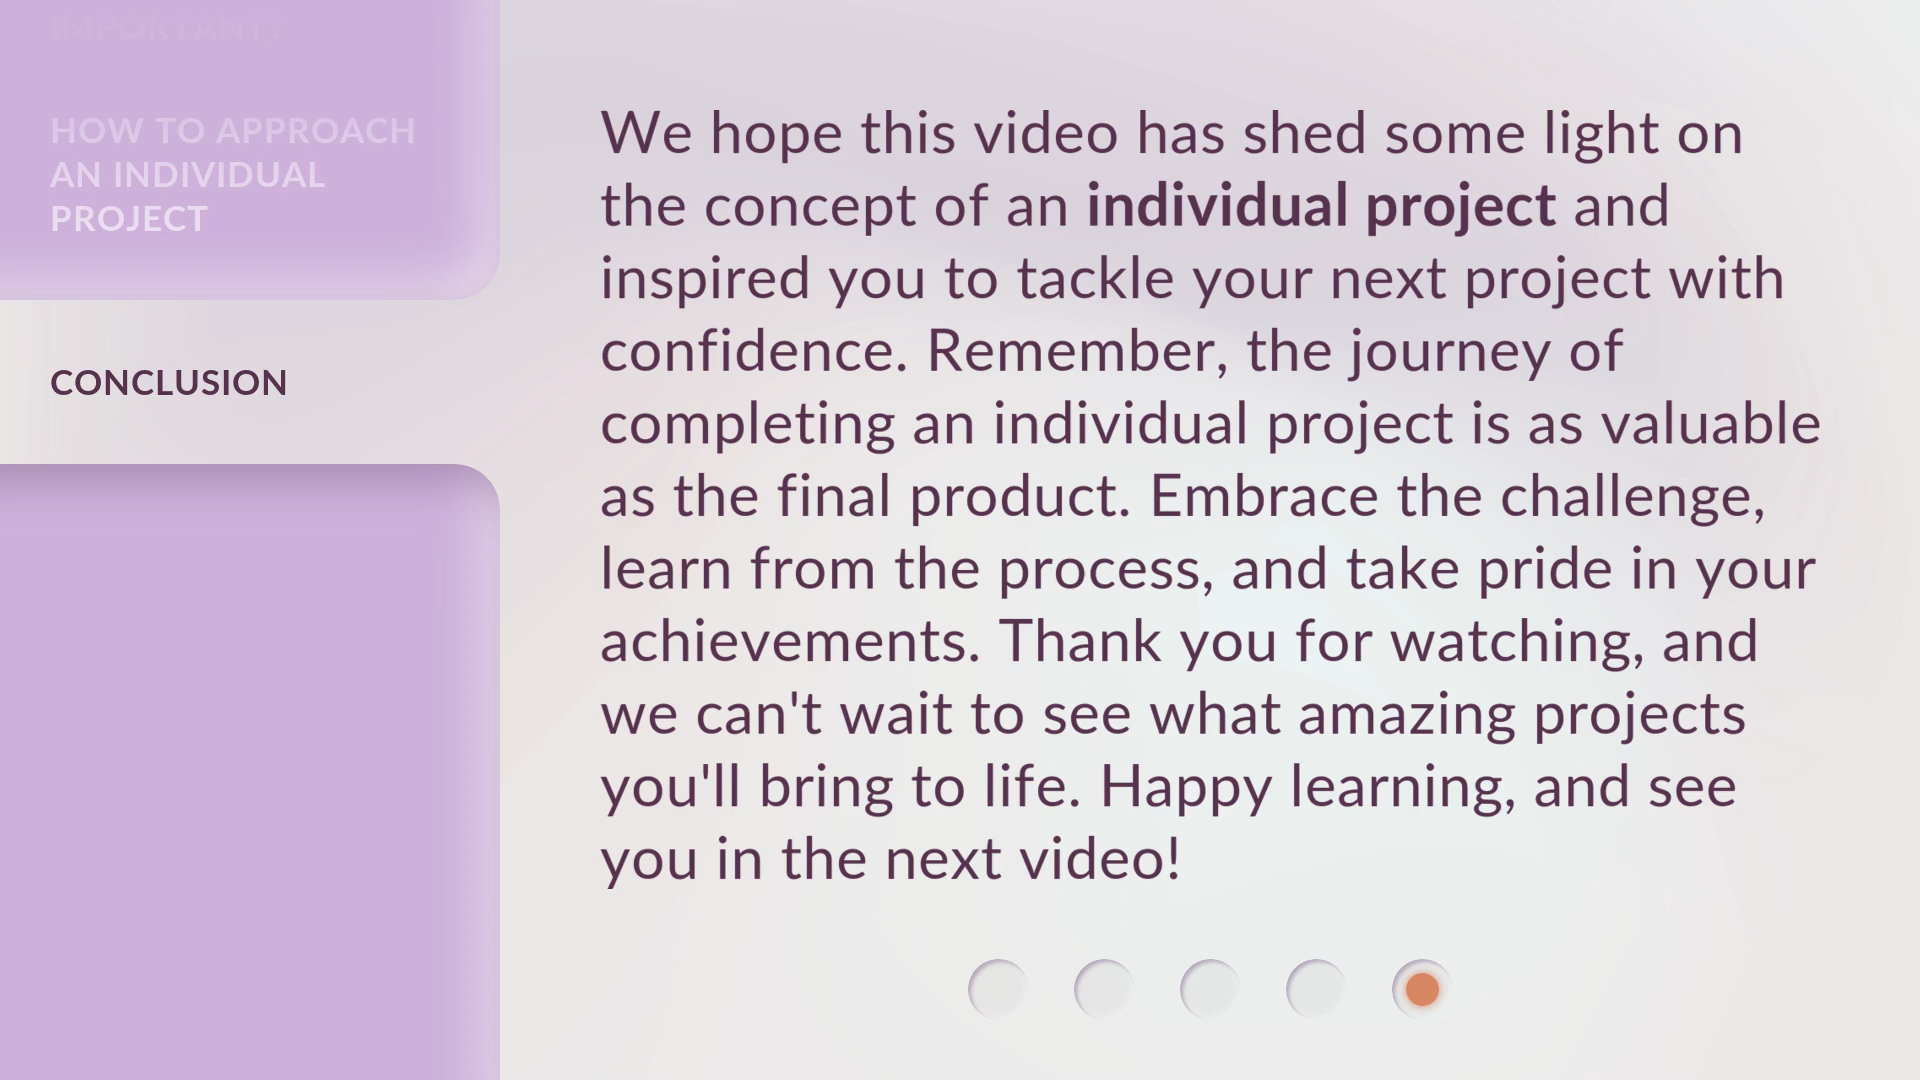 IMPORTANT?
HOW TO APPROACH
AN INDIVIDUAL
PROJECT
CONCLUSION
We hope this video has shed some light on
the concept of an individual project and
inspired you to tackle your next project with
confidence. Remember, the journey of
completing an individual project is as valuable
as the final product. Embrace the challenge,
learn from the process, and take pride in your
achievements. Thank you for watching, and
we can't wait to see what amazing projects
you'll bring to life. Happy learning, and see
you in the next video!